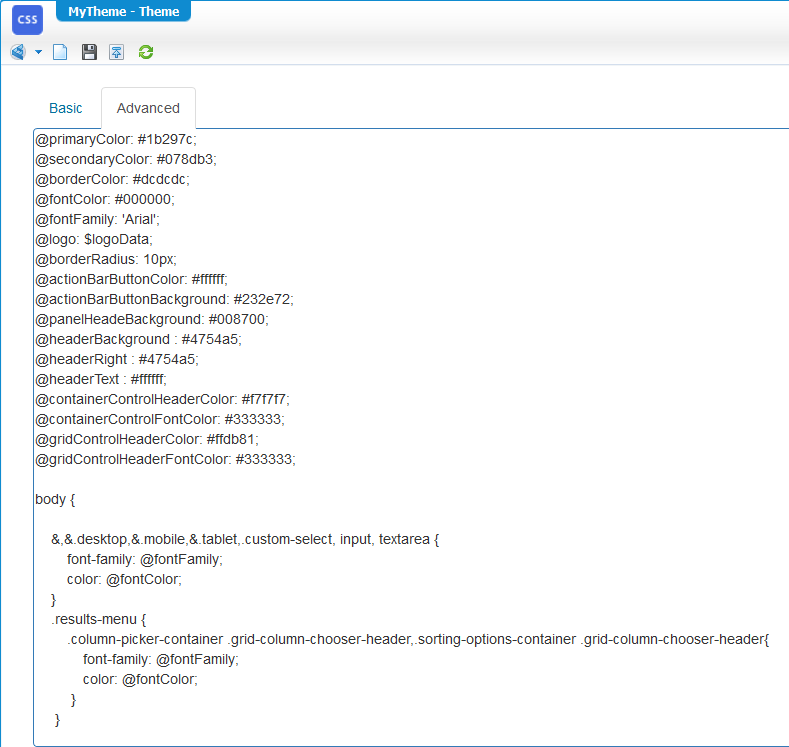 CSS
MyTheme - Theme
Basic
Advanced
@primaryColor: #1b297c;
@secondaryColor: #078db3;
@borderColor: #dcdcdc;
@fontColor: #000000;
@fontFamily: 'Arial';
@logo: $logoData;
@borderRadius: 10px;
@actionBarButtonColor: #ffffff;
@actionBarButtonBackground: #232e72;
@panelHeadeBackground: #008700;
@headerBackground : #4754a5;
@headerRight : #4754a5;
@headerText : #ffffff;
@containerControlHeaderColor: #f7f7f7;
@containerControlFontColor: #333333;
@gridControlHeaderColor: #ffdb81;
@gridControlHeaderFontColor: #333333;
body {
&,&.desktop,&.mobile,&.tablet,.custom-select, input, textarea {
font-family: @fontFamily;
color: @fontColor;
}
.results-menu {
.column-picker-container .grid-column-chooser-header,.sorting-options-container .grid-column-chooser-header{
font-family: @fontFamily;
color: @fontColor;
}
}